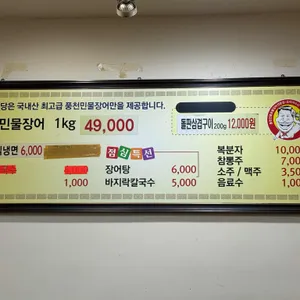 당은 국내산 최고급 풍천민물장어만을 제공합니다.
민물장어 1kg 49,000
돌판삼겹구이 200g 12,000원
밀냉면 6,000
점심특선
장어탕 6,000
1,000
바지락칼국수 5,000
복분자 10,00
참통주 7,00
소주 / 맥주 3,50
음료수 1,00